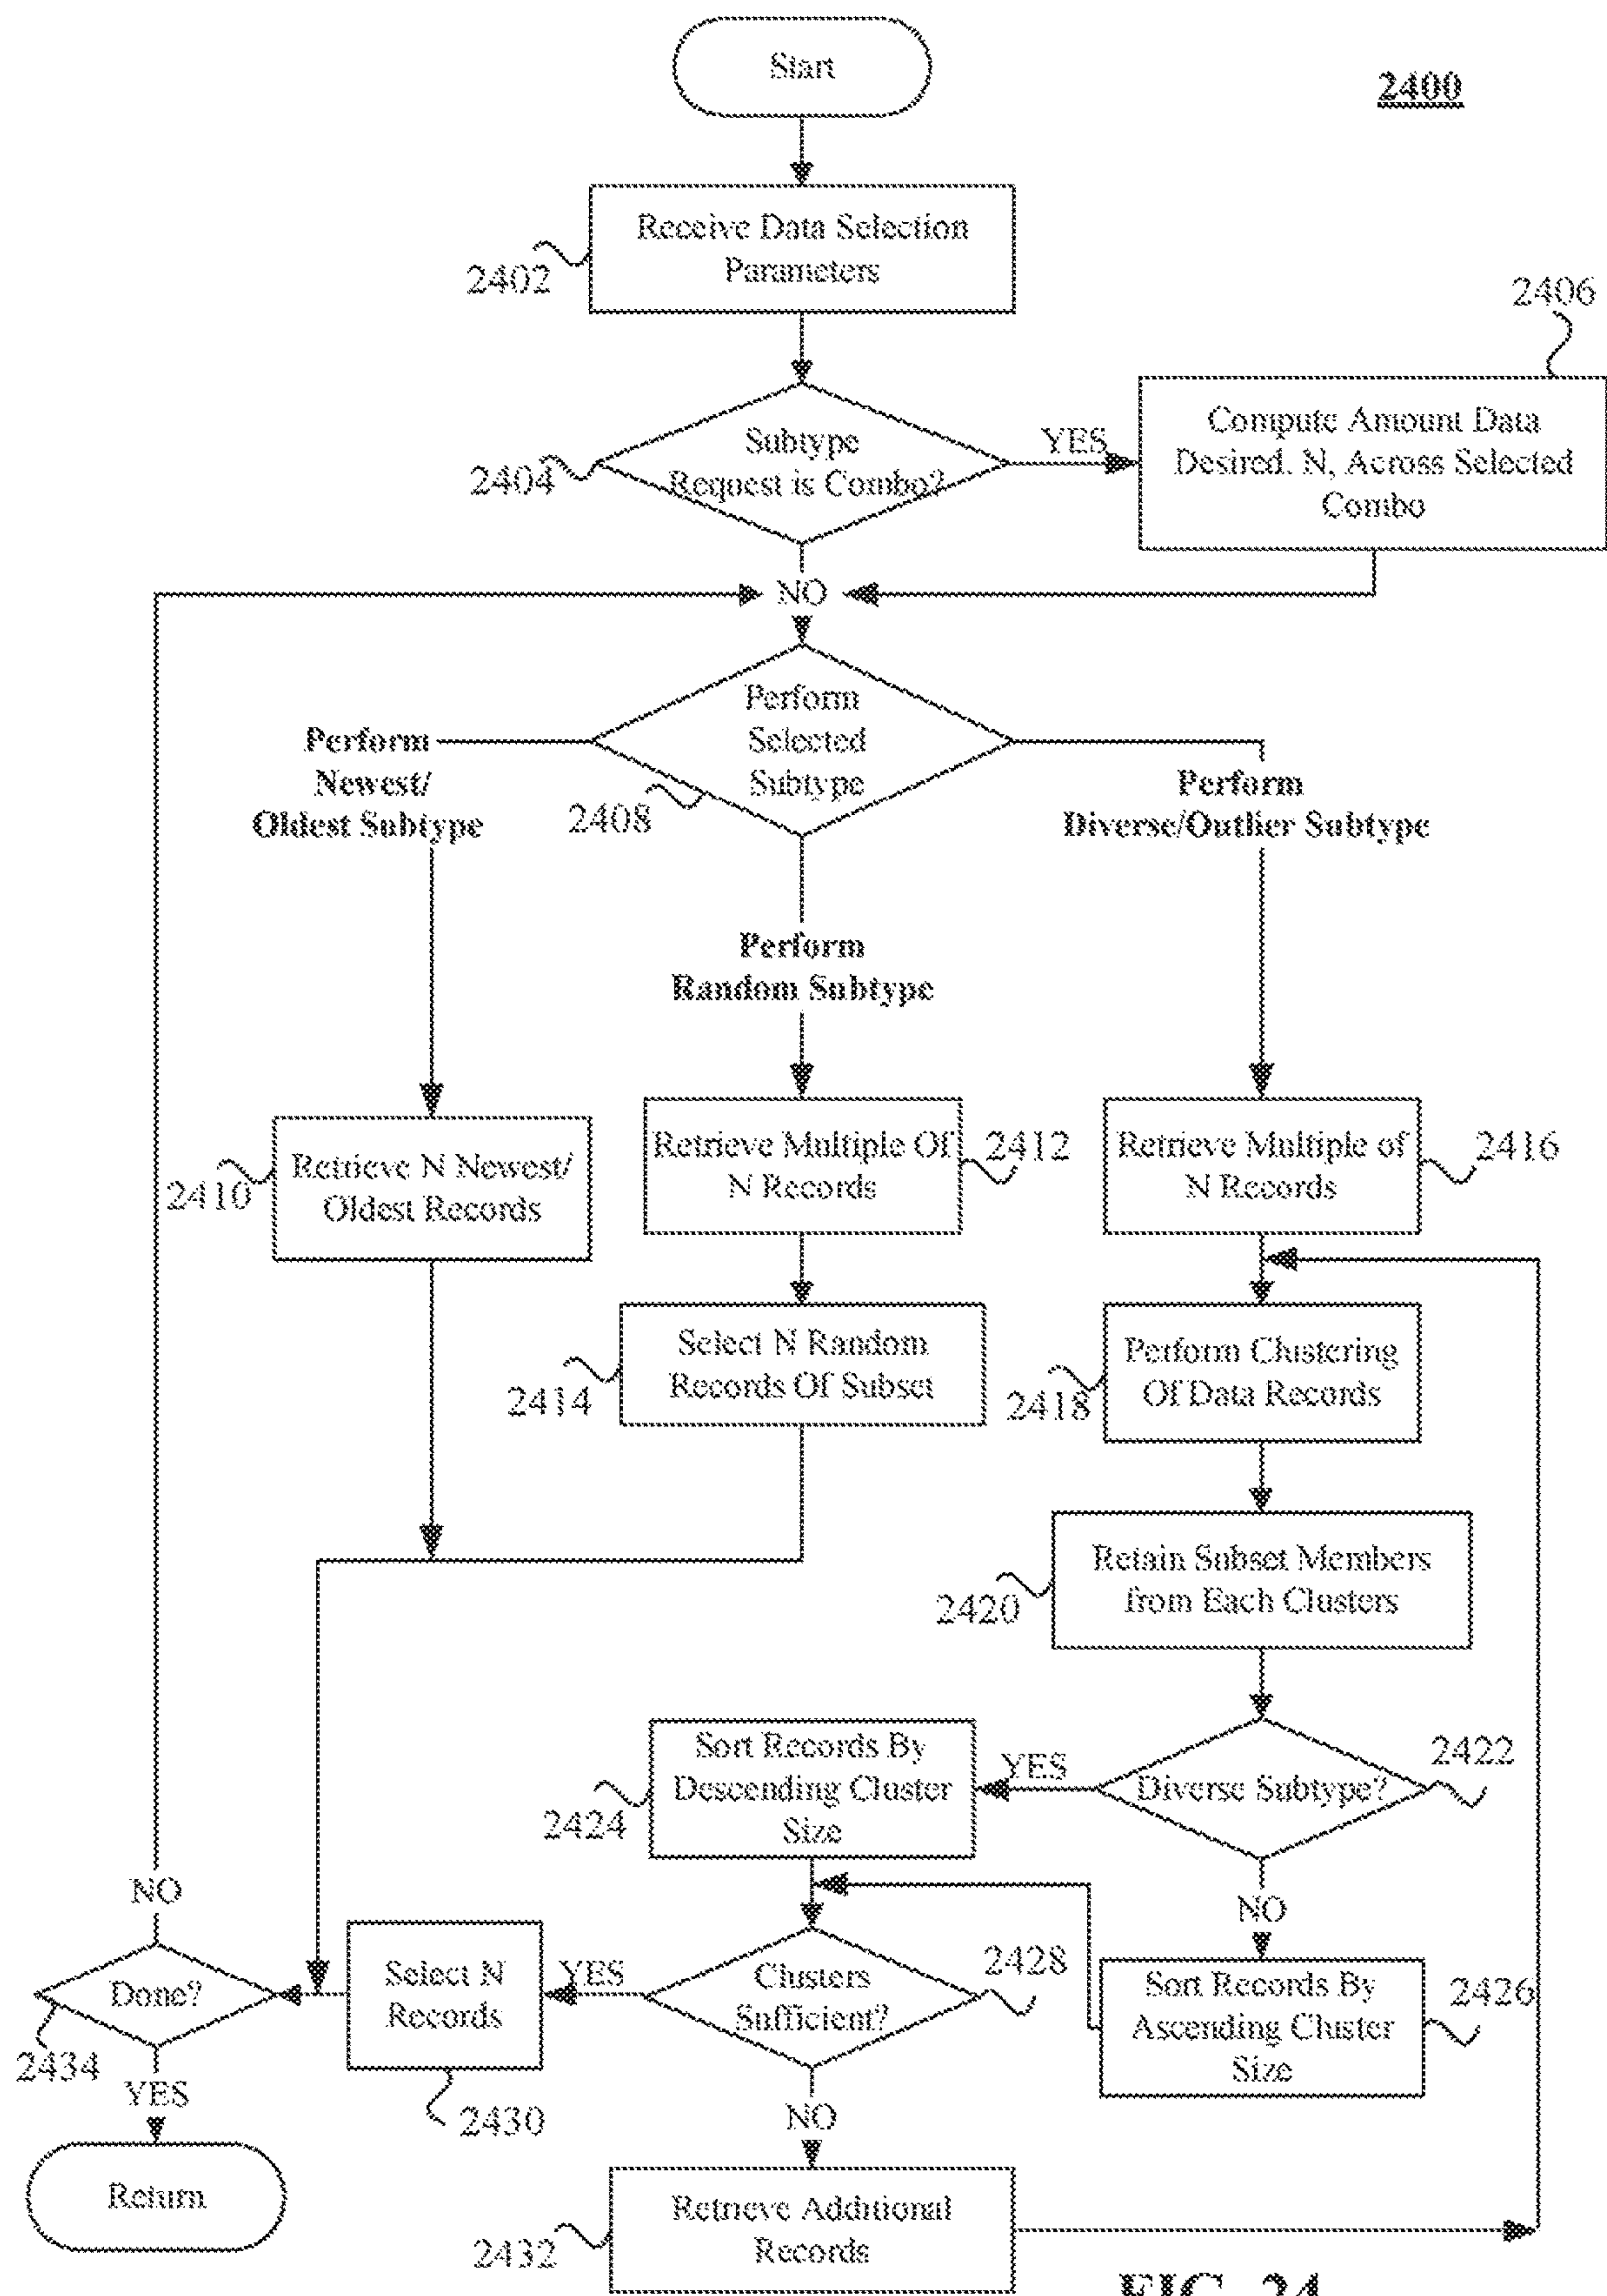 Start
2400
Receive Data Selection
Parameters
2402
2406
Subtype
Request is Combo?
2404
YES
Compute Amount Data
Desired. N, Across Selected
Combo
NO
Perform
Selected
Subtype
2408
Perform
Newest/
Oldest Subtype
Perform
Diverse/Outlier Subtype
Perform
Random Subtype
Retrieve N Newest/
Oldest Records
2410
Retrieve Multiple Of
N Records
2412
Retrieve Multiple of
N Records
2416
Select N Random
Records Of Subset
2414
Perform Clustering
Of Data Records
2418
Retain Subset Members
from Each Clusters
2420
Sort Records By
Descending Cluster
Size
2424
YES
Diverse Subtype?
2422
NO
NO
Done?
2434
Select N
Records
2430
YES
Clusters
Sufficient?
2428
Sort Records By
Ascending Cluster
Size
2426
YES
NO
Return
Retrieve Additional
Records
2432
FIG. 24